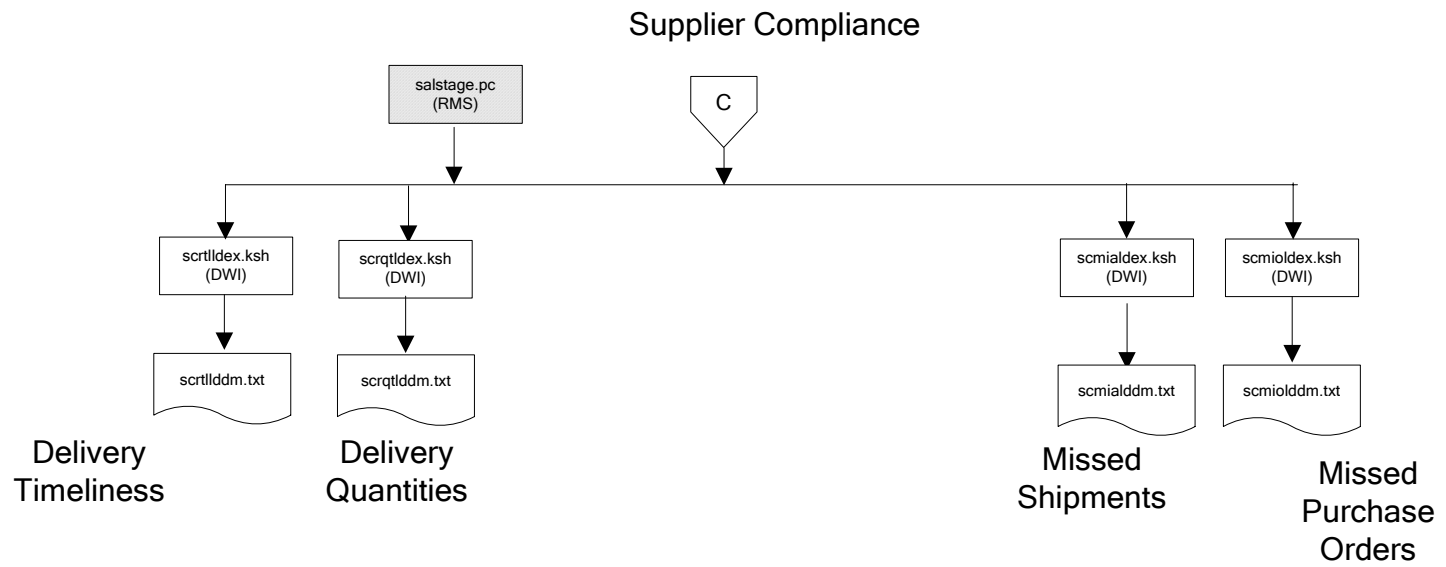 Supplier Compliance
salstage.pc
(RMS)
C
scrtlldex.ksh
(DWI)
scrqtldex.ksh
(DWI)
scmialdex.ksh
(DWI)
scmioldex.ksh
(DWI)
scrtllddm.txt
scrqtlddm.txt
scmialddm.txt
scmiolddm.txt
Delivery
Timeliness
Delivery
Quantities
Missed
Shipments
Missed
Purchase
Orders